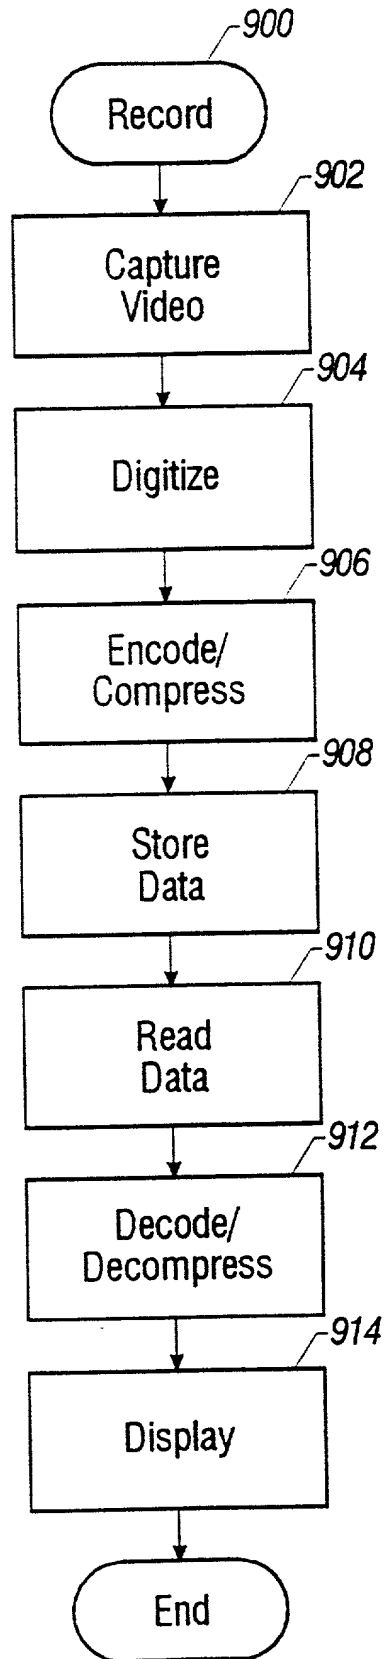 900
Record
902
Capture
Video
904
Digitize
906
Encode/
Compress
908
Store
Data
910
Read
Data
912
Decode/
Decompress
914
Display
End